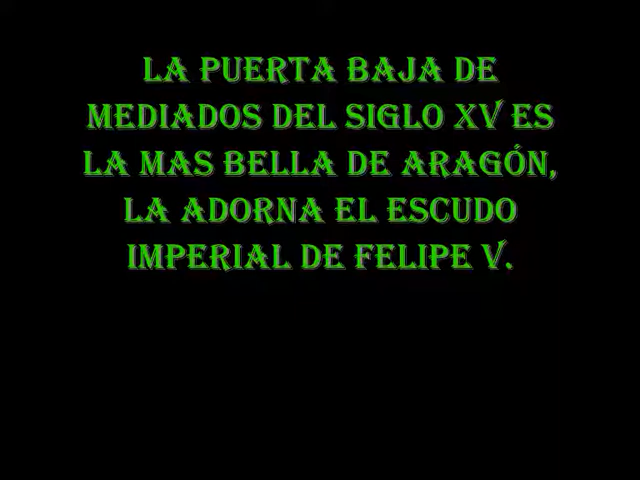 LA PUERTA BAJA DE
MEDIADOS DEL SIGLO XV ES
LA MAS BELLA DE ARAGÓN,
LA ADORNA EL ESCUDO
IMPERIAL DE FELIPE V.